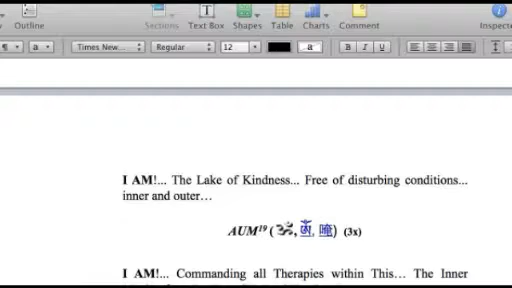 Outline Sections Text Box Shapes Table Charts Comment Inspecto
¶ a Times New... Regular 12 a B I U T
I AM!... The Lake of Kindness... Free of disturbing conditions...
inner and outer…
AUM¹⁹ (ॐ, ༀ, 唵) (3x)
I AM!... Commanding all Therapies within This… The Inner